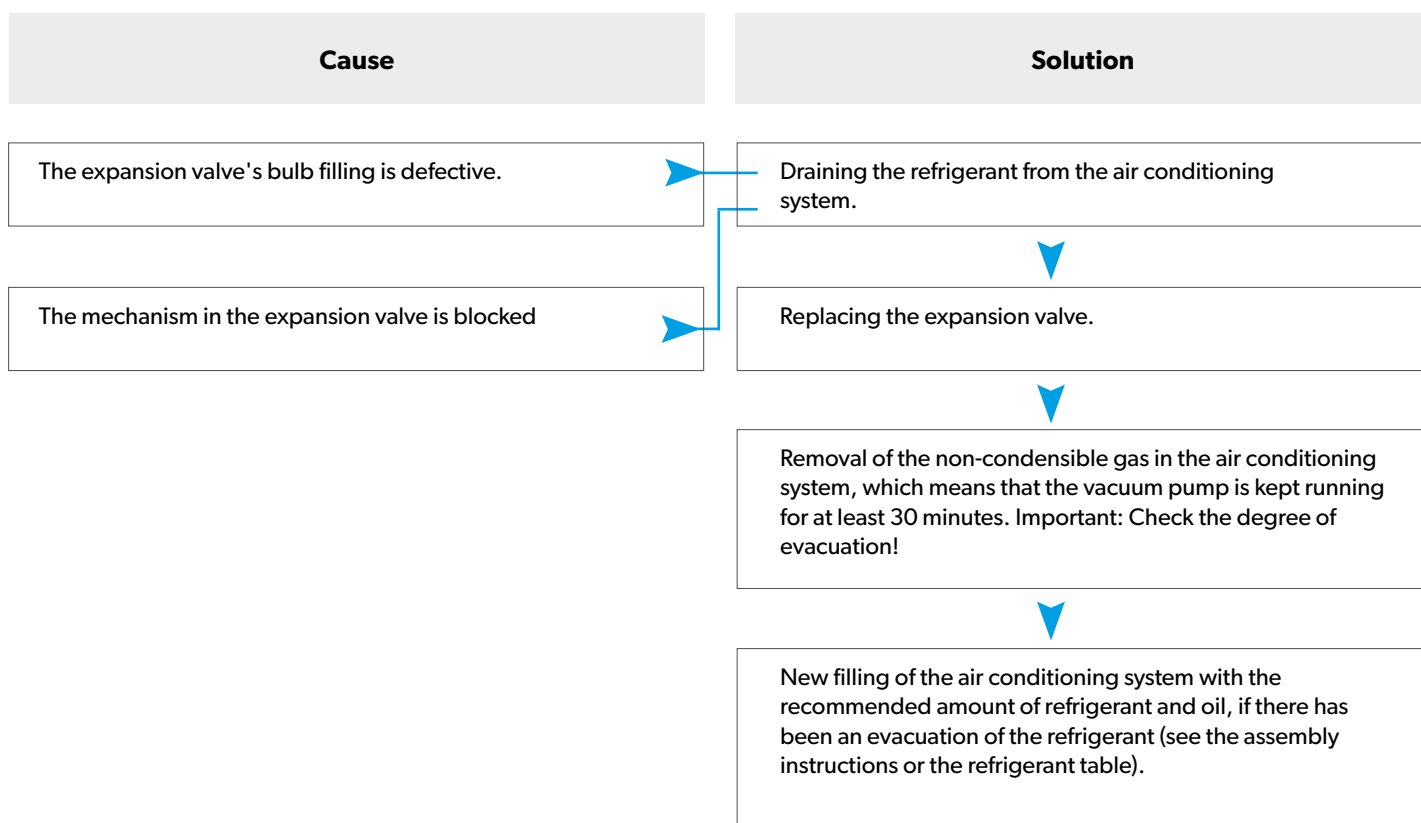 Cause
Solution
The expansion valve's bulb filling is defective.
Draining the refrigerant from the air conditioning
system.
The mechanism in the expansion valve is blocked
Replacing the expansion valve.
Removal of the non-condensible gas in the air conditioning
system, which means that the vacuum pump is kept running
for at least 30 minutes. Important: Check the degree of
evacuation!
New filling of the air conditioning system with the
recommended amount of refrigerant and oil, if there has
been an evacuation of the refrigerant (see the assembly
instructions or the refrigerant table).